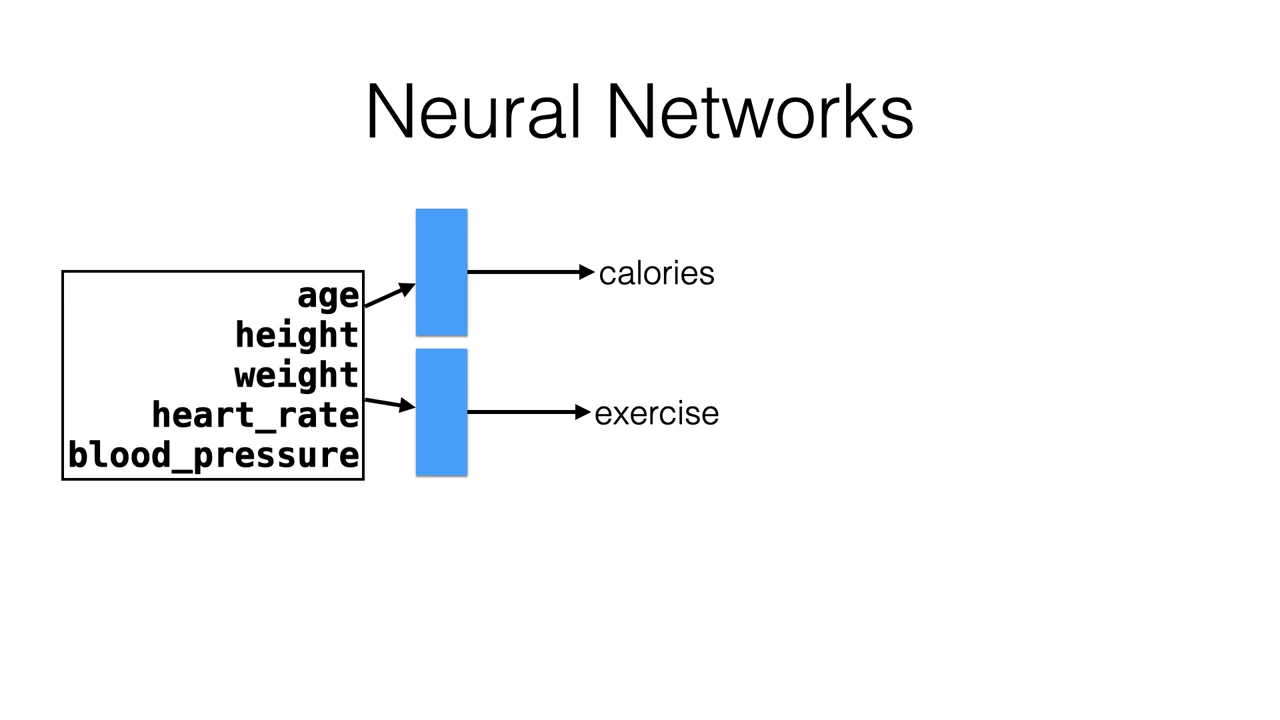 Neural Networks
age
height
weight
heart_rate
blood_pressure
calories
exercise